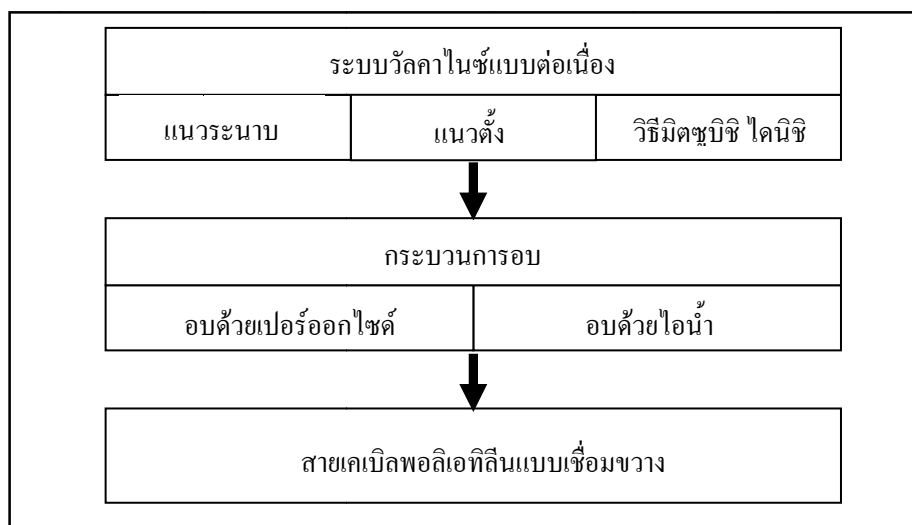 ระบบวัลคาไนซ์แบบต่อเนื่อง
แนวระนาบ แนวตั้ง วิธีมิตซูบิชิ ไดนิชิ
กระบวนการอบ
อบด้วยเปอร์ออกไซด์ อบด้วยไอน้ำ
สายเคเบิลพอลิเอทิลีนแบบเชื่อมขวาง